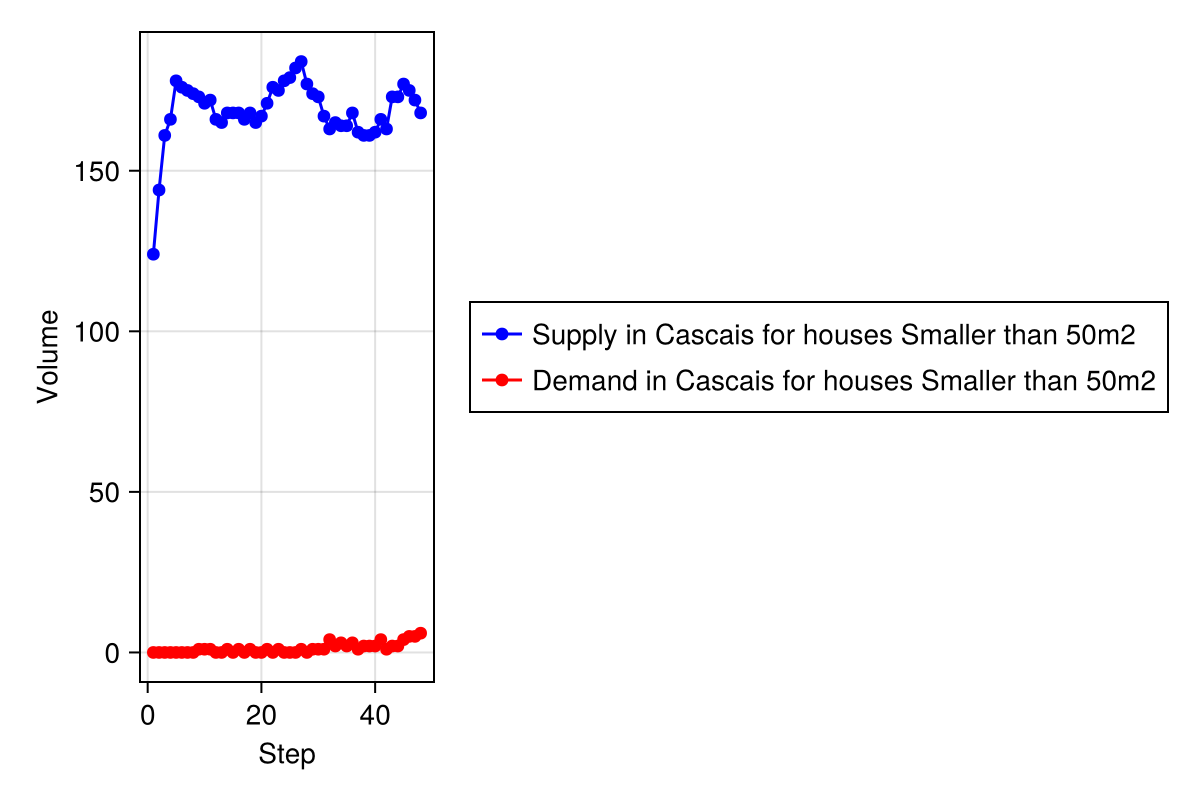 150
100
50
0
Volume
0 20 40
Step
Supply in Cascais for houses Smaller than 50m2
Demand in Cascais for houses Smaller than 50m2